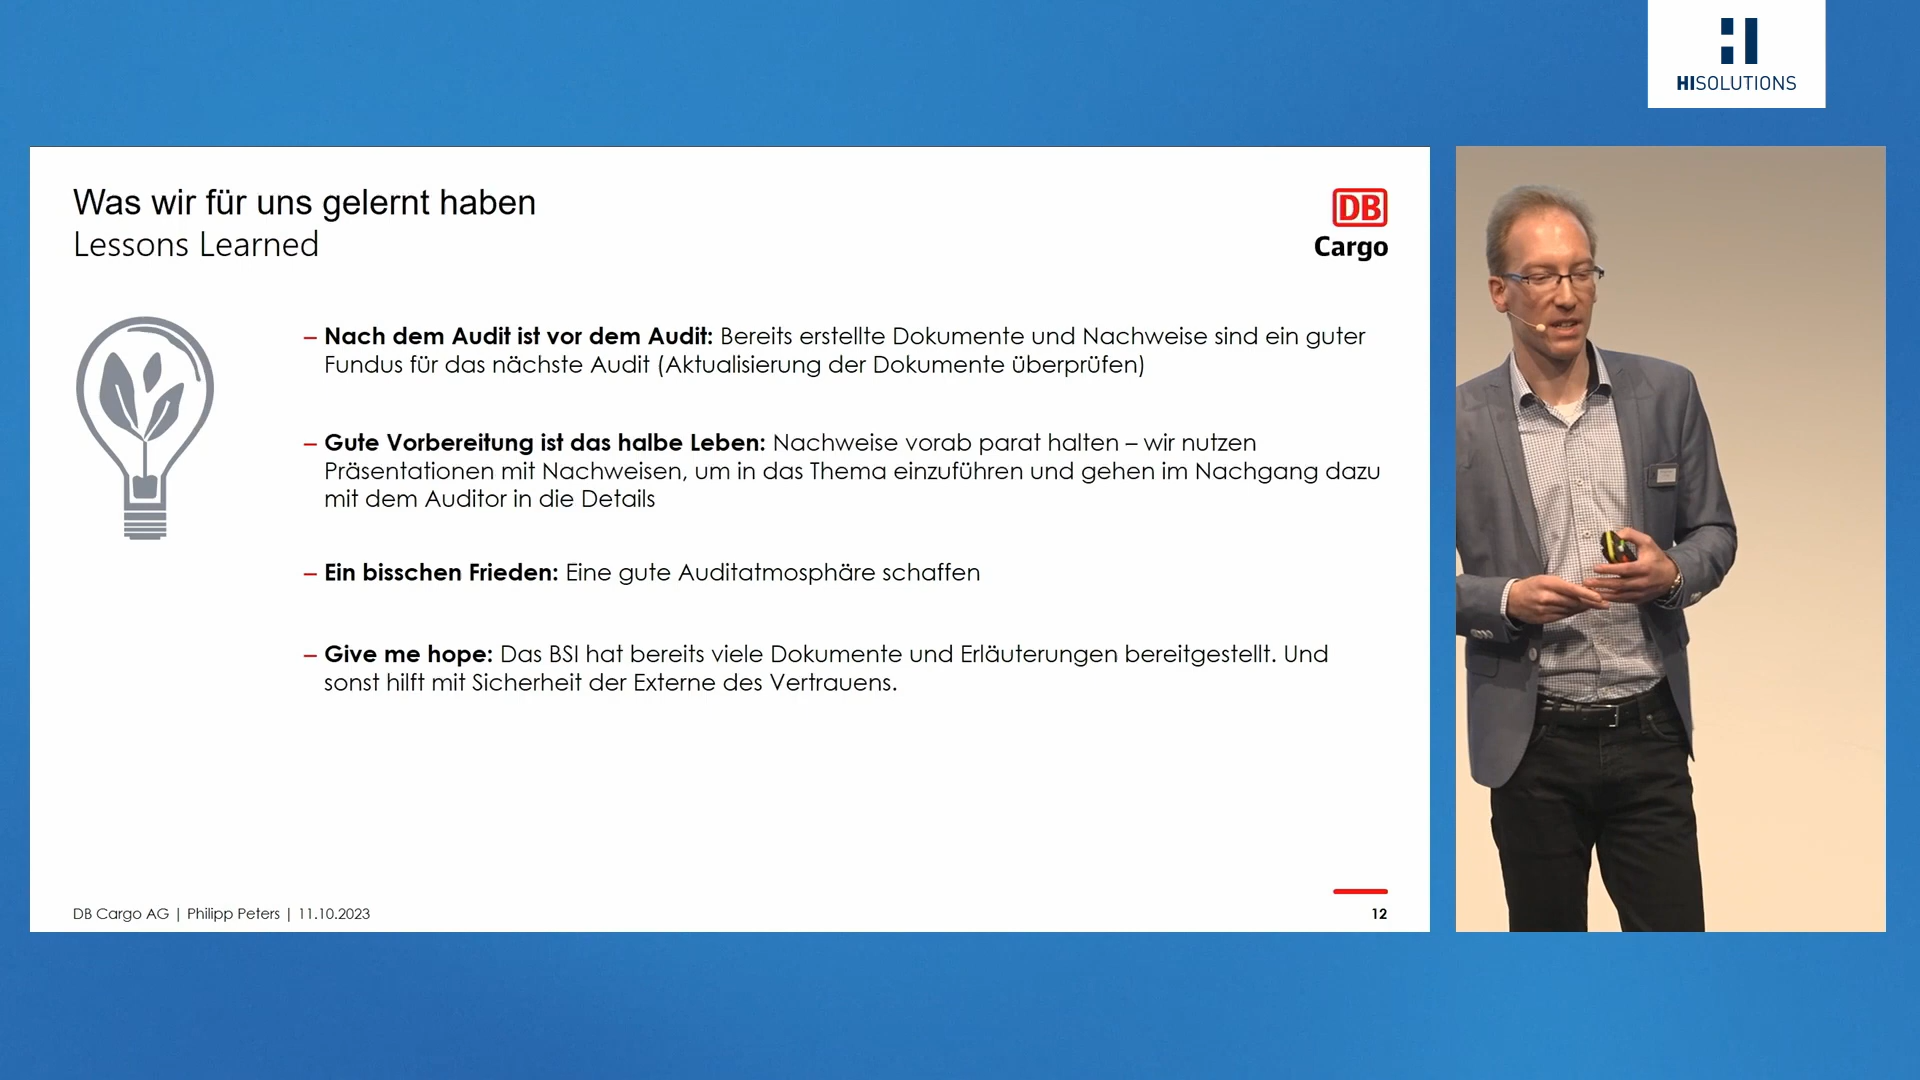 HISOLUTIONS
Was wir für uns gelernt haben
Lessons Learned
DB
Cargo
– Nach dem Audit ist vor dem Audit: Bereits erstellte Dokumente und Nachweise sind ein guter
Fundus für das nächste Audit (Aktualisierung der Dokumente überprüfen)
– Gute Vorbereitung ist das halbe Leben: Nachweise vorab parat halten – wir nutzen
Präsentationen mit Nachweisen, um in das Thema einzuführen und gehen im Nachgang dazu
mit dem Auditor in die Details
– Ein bisschen Frieden: Eine gute Auditatmosphäre schaffen
– Give me hope: Das BSI hat bereits viele Dokumente und Erläuterungen bereitgestellt. Und
sonst hilft mit Sicherheit der Externe des Vertrauens.
DB Cargo AG | Philipp Peters | 11.10.2023
12